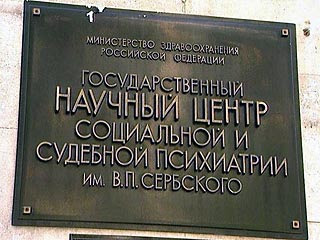 МИНИСТЕРСТВО ЗДРАВООХРАНЕНИЯ
РОССИЙСКОЙ ФЕДЕРАЦИИ
ГОСУДАРСТВЕННЫЙ
НАУЧНЫЙ ЦЕНТР
СОЦИАЛЬНОЙ И
СУДЕБНОЙ ПСИХИАТРИИ
ИМ. В.П. СЕРБСКОГО